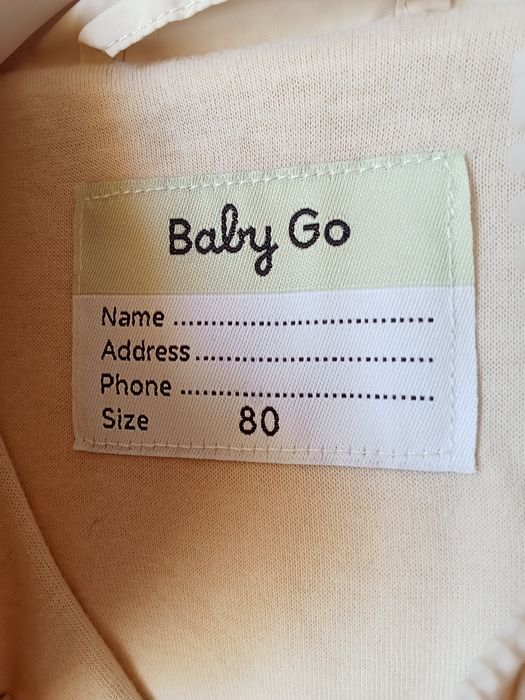 Baby Go
Name ........................................
Address.....................................
Phone .......................................
Size 80